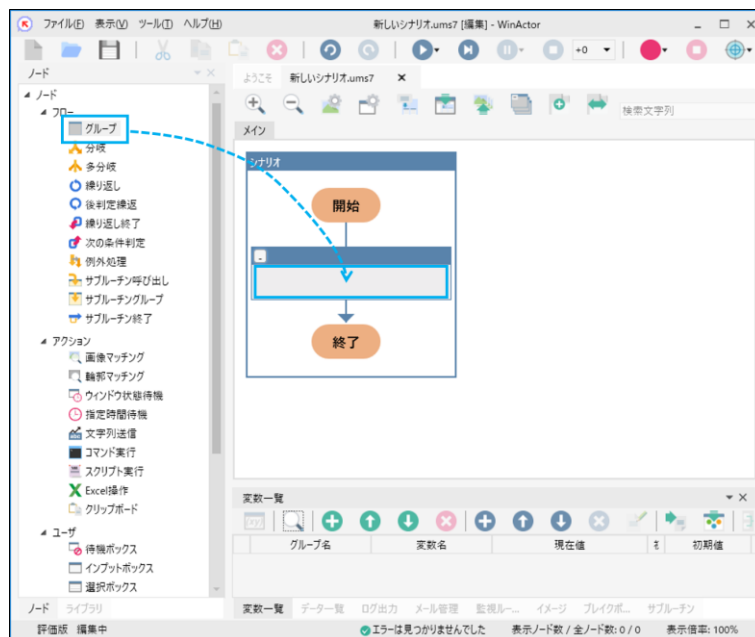 ファイル(F) 表示(V) ツール(T) ヘルプ(H)
新しいシナリオ.ums7 [編集] - WinActor
+0
ノード
ようこそ
新しいシナリオ.ums7
検索文字列
メイン
ノード
フロー
グループ
分岐
多分岐
繰り返し
後判定繰返
繰り返し終了
次の条件判定
例外処理
サブルーチン呼び出し
サブルーチングループ
サブルーチン終了
アクション
画像マッチング
輪郭マッチング
ウィンドウ状態待機
指定時間待機
文字列送信
コマンド実行
スクリプト実行
Excel操作
クリップボード
ユーザ
待機ボックス
インプットボックス
選択ボックス
シナリオ
開始
終了
変数一覧
グループ名 変数名 現在値 初期値
ノード ライブラリ
変数一覧 データ一覧 ログ出力 メール管理 監視ルー... イメージ ブレイクポ... サブルーチン
評価版 編集中
エラーは見つかりませんでした 表示ノード数 / 全ノード数: 0 / 0 表示倍率: 100%